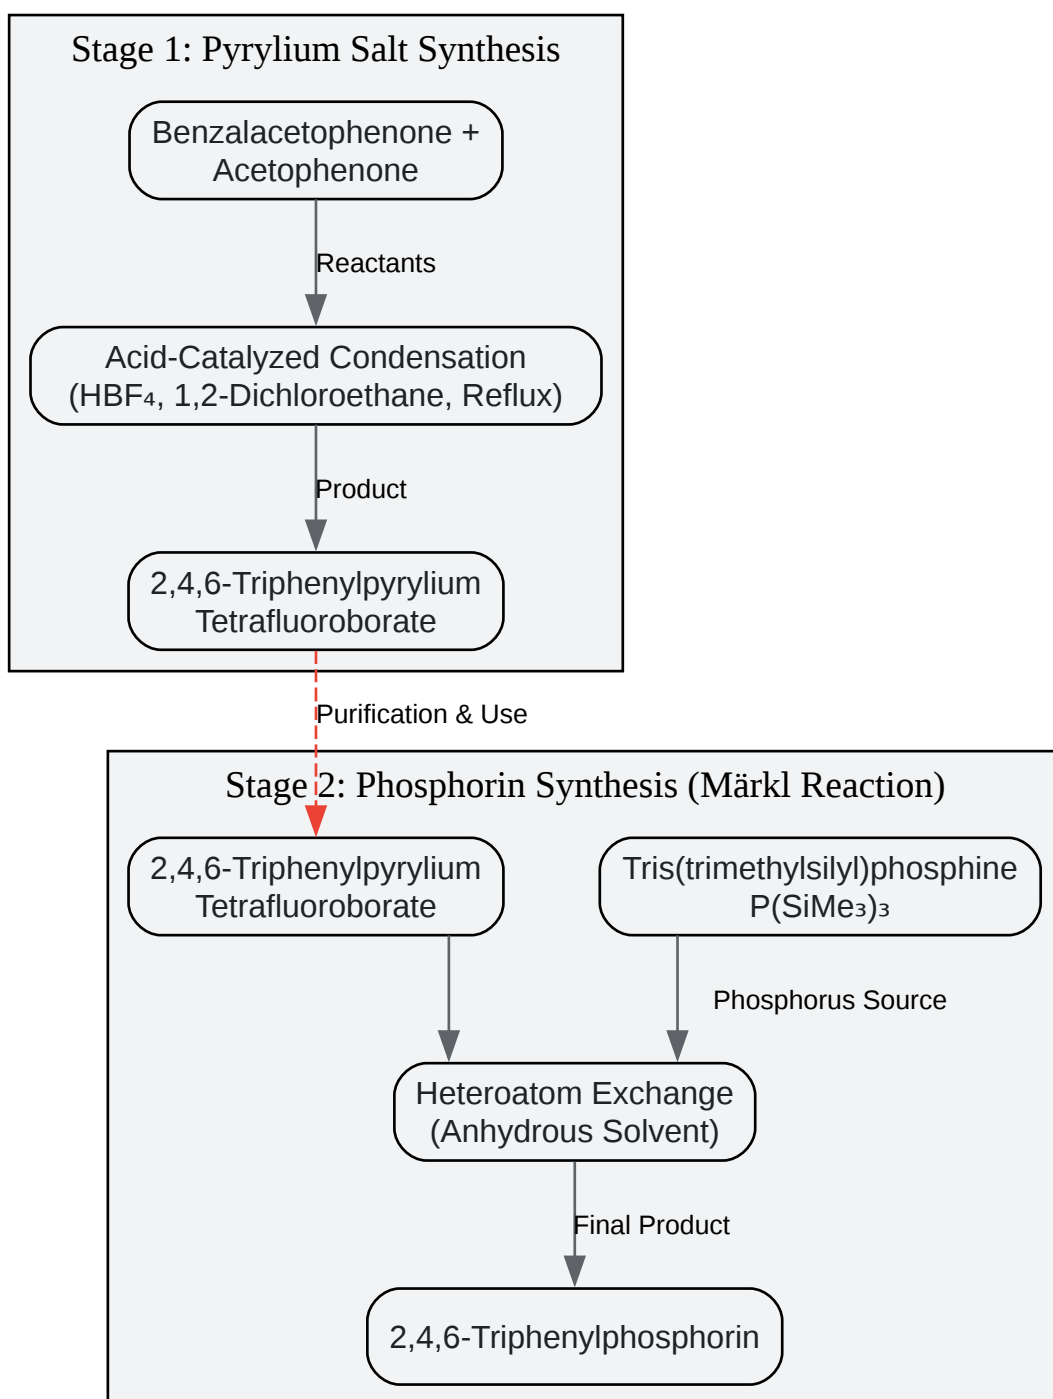 Stage 1: Pyrylium Salt Synthesis
Benzalacetophenone +
Acetophenone
Reactants
Acid-Catalyzed Condensation
(HBF₄, 1,2-Dichloroethane, Reflux)
Product
2,4,6-Triphenylpyrylium
Tetrafluoroborate
Purification & Use
Stage 2: Phosphorin Synthesis (Märkl Reaction)
2,4,6-Triphenylpyrylium
Tetrafluoroborate
Tris(trimethylsilyl)phosphine
P(SiMe₃)₃
Phosphorus Source
Heteroatom Exchange
(Anhydrous Solvent)
Final Product
2,4,6-Triphenylphosphorin